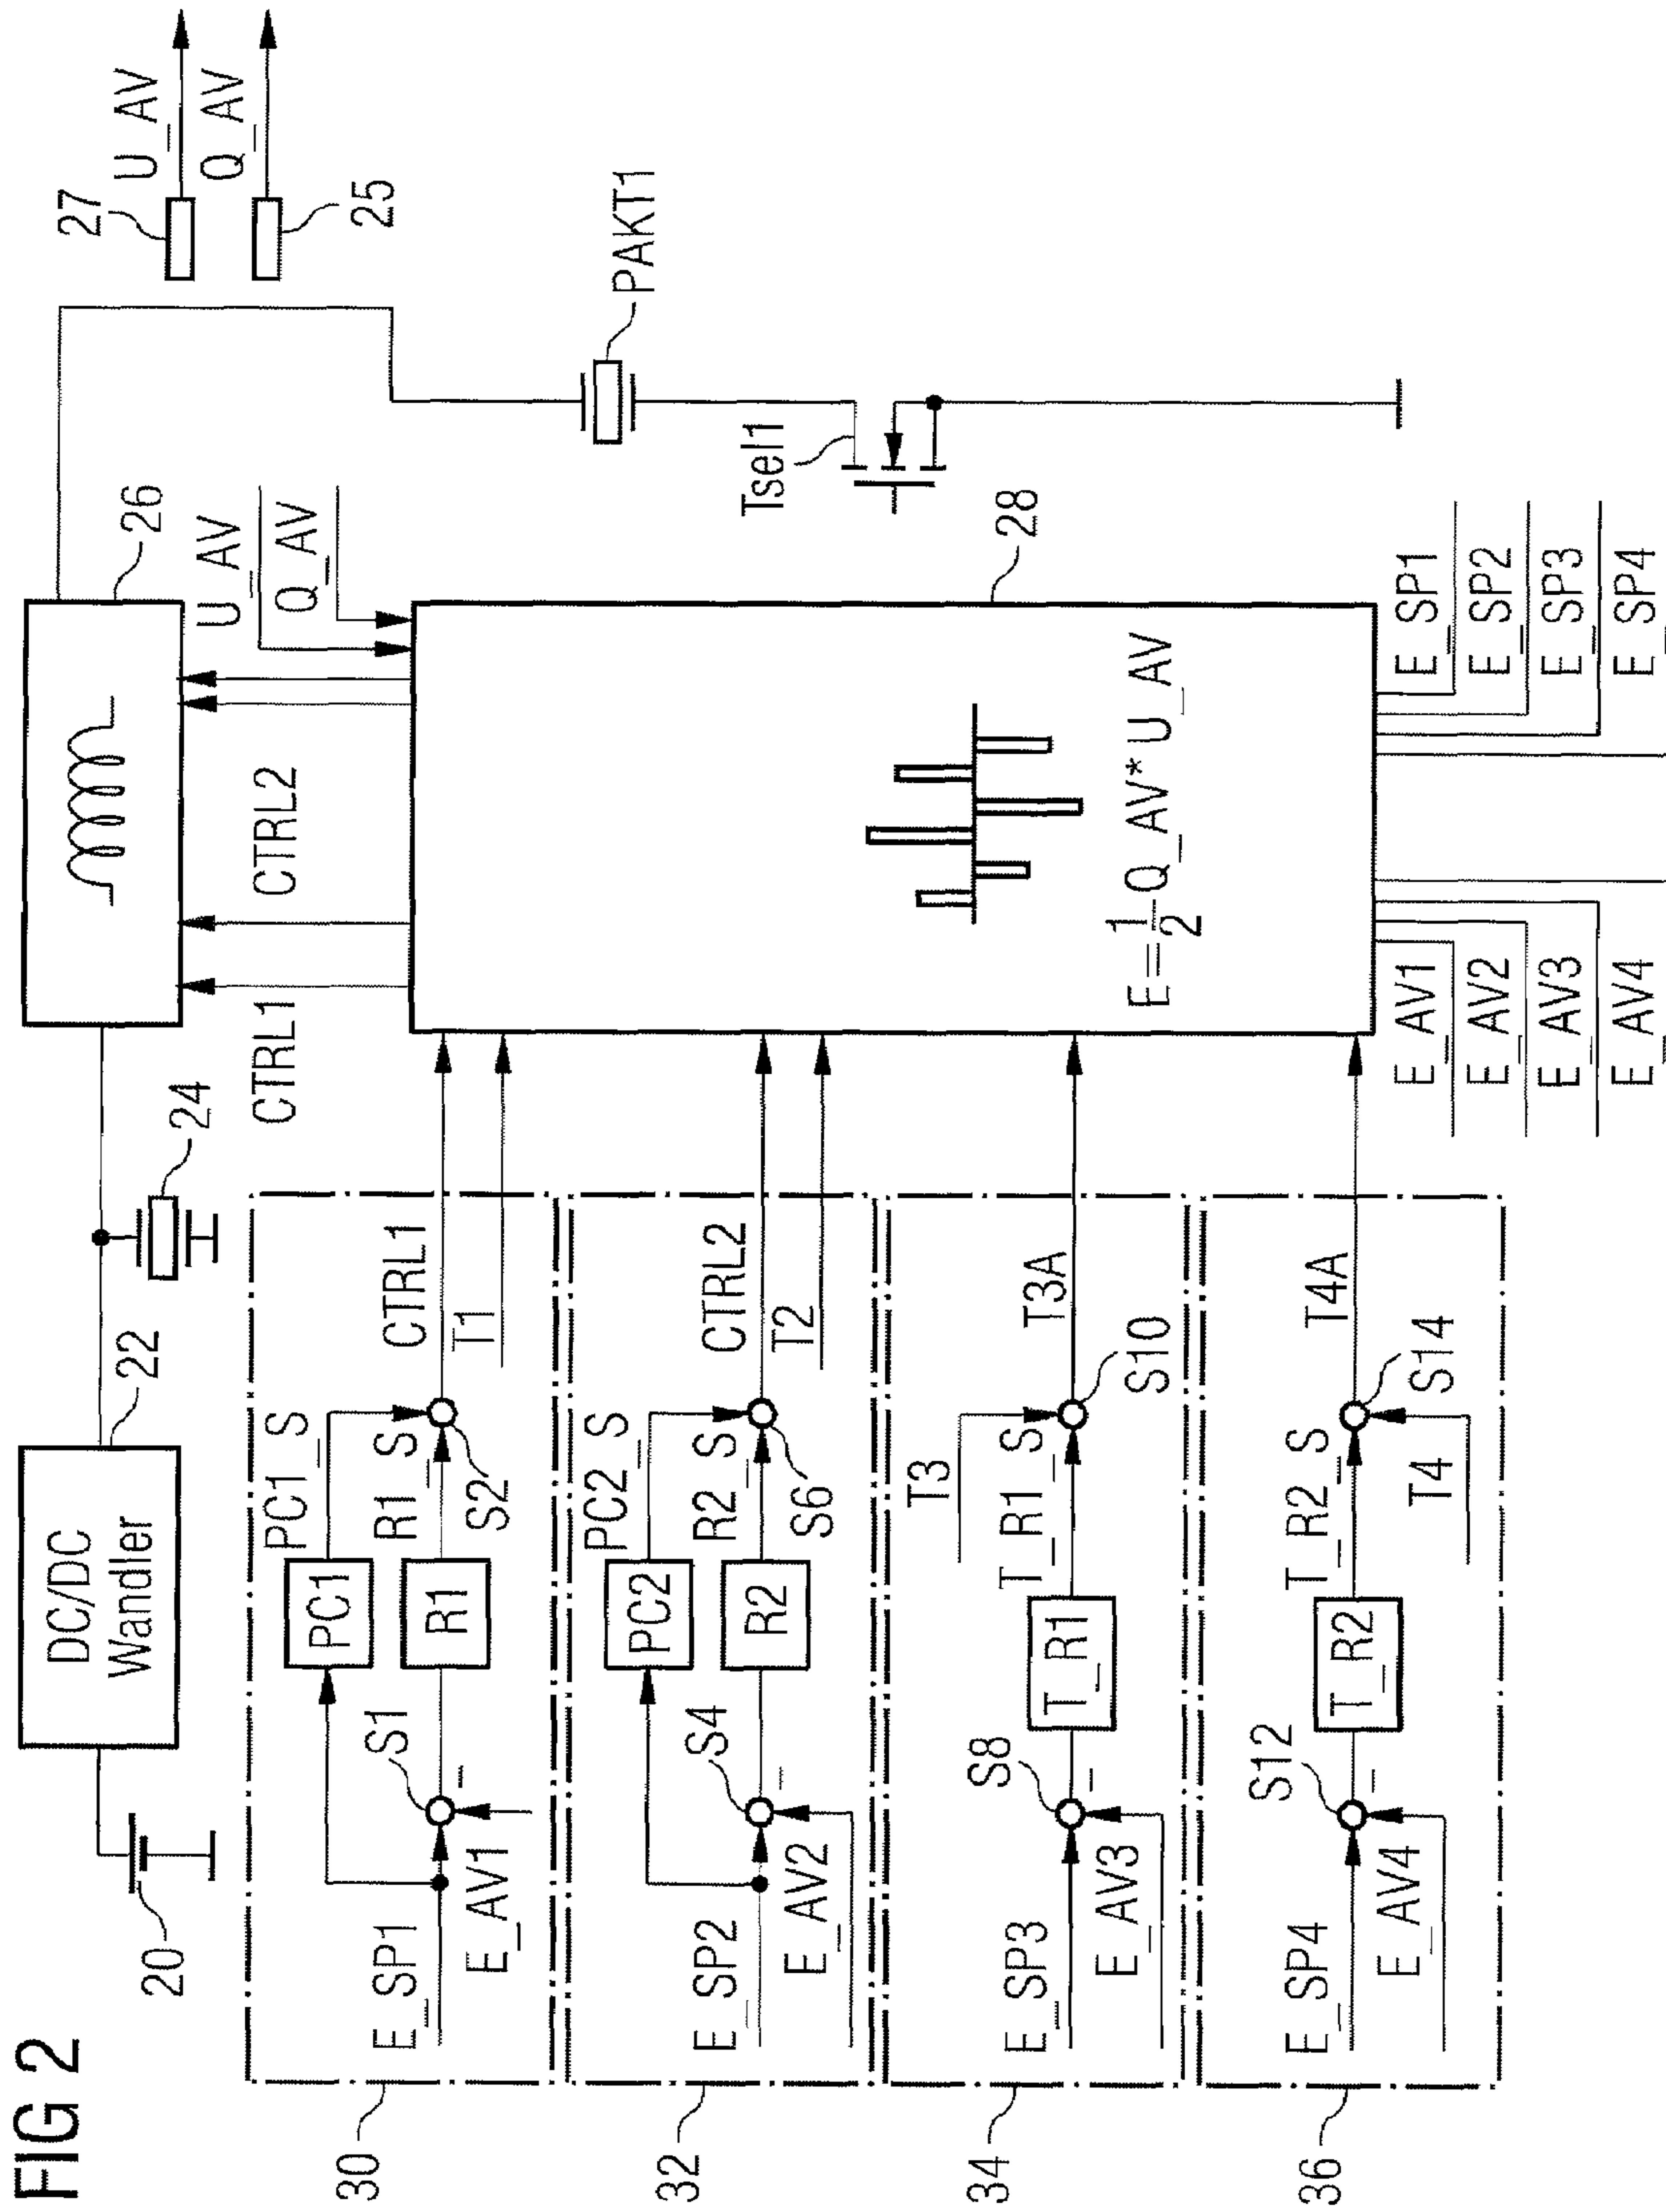 FIG 2
20
DC/DC
Wandler
22
24
26
27
U_AV
Q_AV
25
CTRL1
CTRL2
U_AV
Q_AV
PAKT1
Tsel1
28
E=1/2 Q_AV*U_AV
30
E_SP1
E_AV1
S1
–
PC1
R1
PC1_S
R1_S
S2
CTRL1
T1
32
E_SP2
E_AV2
S4
–
PC2
R2
PC2_S
R2_S
S6
CTRL2
T2
34
E_SP3
E_AV3
S8
–
T_R1
T_R1_S
T3
S10
T3A
36
E_SP4
E_AV4
S12
–
T_R2
T_R2_S
T4
S14
T4A
E_AV1
E_AV2
E_AV3
E_AV4
E_SP1
E_SP2
E_SP3
E_SP4